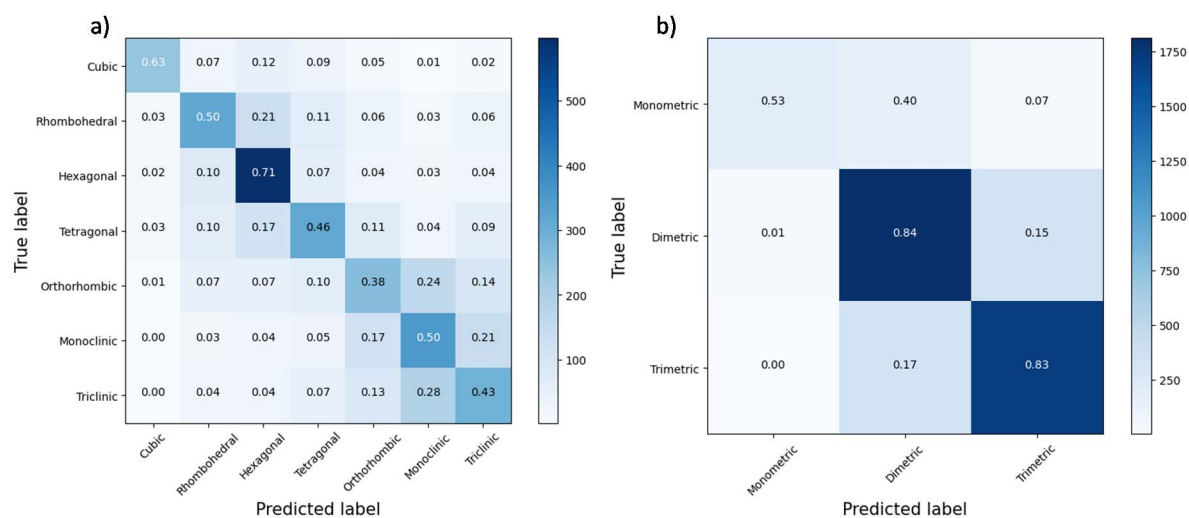 a)
Cubic 0.63 0.07 0.12 0.09 0.05 0.01 0.02
Rhombohedral 0.03 0.50 0.21 0.11 0.06 0.03 0.06
Hexagonal 0.02 0.10 0.71 0.07 0.04 0.03 0.04
Tetragonal 0.03 0.10 0.17 0.46 0.11 0.04 0.09
Orthorhombic 0.01 0.07 0.07 0.10 0.38 0.24 0.14
Monoclinic 0.00 0.03 0.04 0.05 0.17 0.50 0.21
Triclinic 0.00 0.04 0.04 0.07 0.13 0.28 0.43
True label
Cubic Rhombohedral Hexagonal Tetragonal Orthorhombic Monoclinic Triclinic
Predicted label
500
400
300
200
100
b)
Monometric 0.53 0.40 0.07
Dimetric 0.01 0.84 0.15
Trimetric 0.00 0.17 0.83
True label
Monometric Dimetric Trimetric
Predicted label
1750
1500
1250
1000
750
500
250